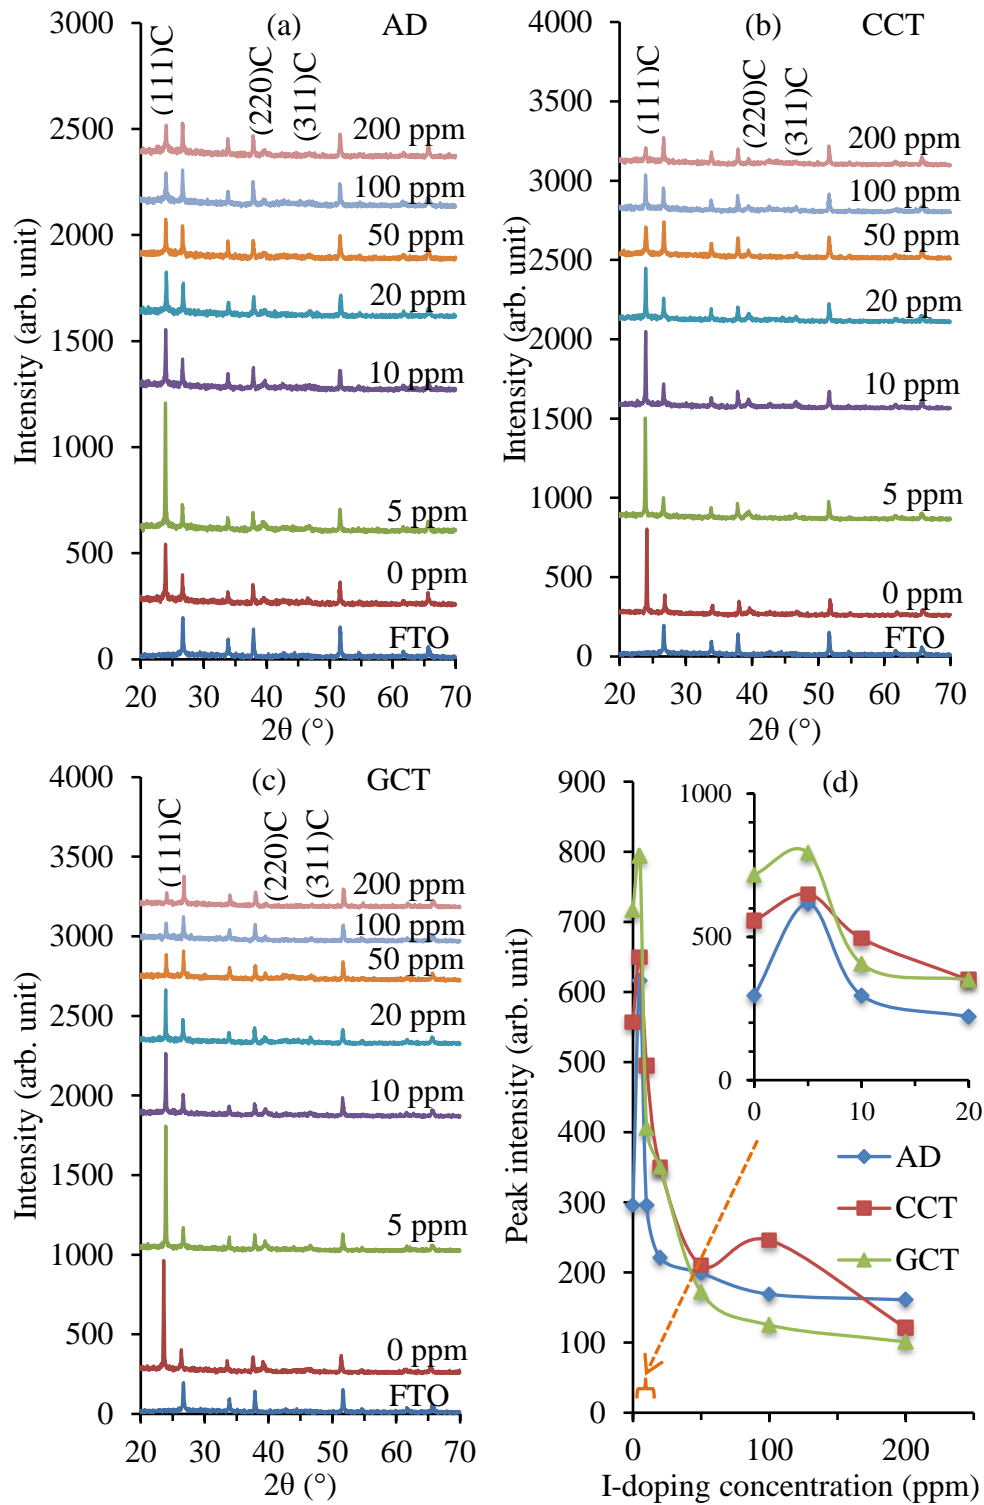 (a) AD
3000
2500
2000
1500
1000
500
0
Intensity (arb. unit)
(111)C
(220)C
(311)C
200 ppm
100 ppm
50 ppm
20 ppm
10 ppm
5 ppm
0 ppm
FTO
20 30 40 50 60 70
2θ (°)
(b) CCT
4000
3500
3000
2500
2000
1500
1000
500
0
Intensity (arb. unit)
(111)C
(220)C
(311)C
200 ppm
100 ppm
50 ppm
20 ppm
10 ppm
5 ppm
0 ppm
FTO
20 30 40 50 60 70
2θ (°)
(c) GCT
4000
3500
3000
2500
2000
1500
1000
500
0
Intensity (arb. unit)
(111)C
(220)C
(311)C
200 ppm
100 ppm
50 ppm
20 ppm
10 ppm
5 ppm
0 ppm
FTO
20 30 40 50 60 70
2θ (°)
(d)
900
800
700
600
500
400
300
200
100
0
Peak intensity (arb. unit)
1000
500
0
0 10 20
AD
CCT
GCT
0 100 200
I-doping concentration (ppm)